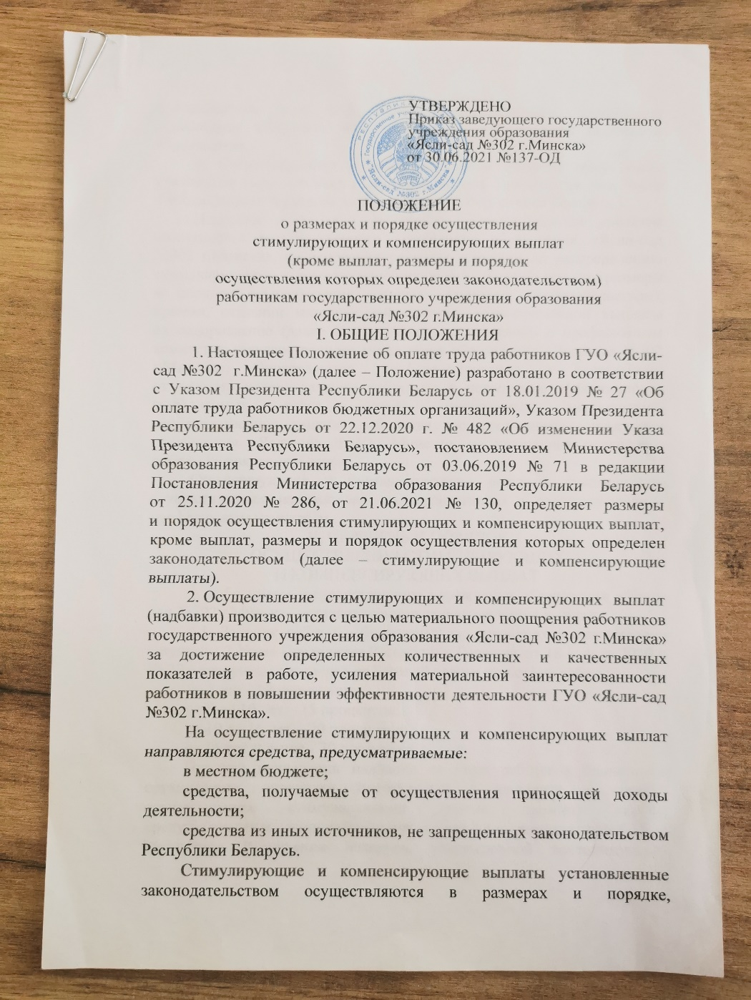 УТВЕРЖДЕНО
Приказ заведующего государственного
учреждения образования
«Ясли-сад №302 г.Минска»
от 30.06.2021 №137-ОД
"Ясли-сад №302 г.Минска"
ПОЛОЖЕНИЕ
о размерах и порядке осуществления
стимулирующих и компенсирующих выплат
(кроме выплат, размеры и порядок
осуществления которых определен законодательством)
работникам государственного учреждения образования
«Ясли-сад №302 г.Минска»
I. ОБЩИЕ ПОЛОЖЕНИЯ
1. Настоящее Положение об оплате труда работников ГУО «Ясли-
сад №302 г.Минска» (далее – Положение) разработано в соответствии
с Указом Президента Республики Беларусь от 18.01.2019 № 27 «Об
оплате труда работников бюджетных организаций», Указом Президента
Республики Беларусь от 22.12.2020 г. № 482 «Об изменении Указа
Президента Республики Беларусь», постановлением Министерства
образования Республики Беларусь от 03.06.2019 № 71 в редакции
Постановления Министерства образования Республики Беларусь
от 25.11.2020 № 286, от 21.06.2021 № 130, определяет размеры
и порядок осуществления стимулирующих и компенсирующих выплат,
кроме выплат, размеры и порядок осуществления которых определен
законодательством (далее – стимулирующие и компенсирующие
выплаты).
2. Осуществление стимулирующих и компенсирующих выплат
(надбавки) производится с целью материального поощрения работников
государственного учреждения образования «Ясли-сад №302 г.Минска»
за достижение определенных количественных и качественных
показателей в работе, усиления материальной заинтересованности
работников в повышении эффективности деятельности ГУО «Ясли-сад
№302 г.Минска».
На осуществление стимулирующих и компенсирующих выплат
направляются средства, предусматриваемые:
в местном бюджете;
средства, получаемые от осуществления приносящей доходы
деятельности;
средства из иных источников, не запрещенных законодательством
Республики Беларусь.
Стимулирующие и компенсирующие выплаты установленные
законодательством осуществляются в размерах и порядке,